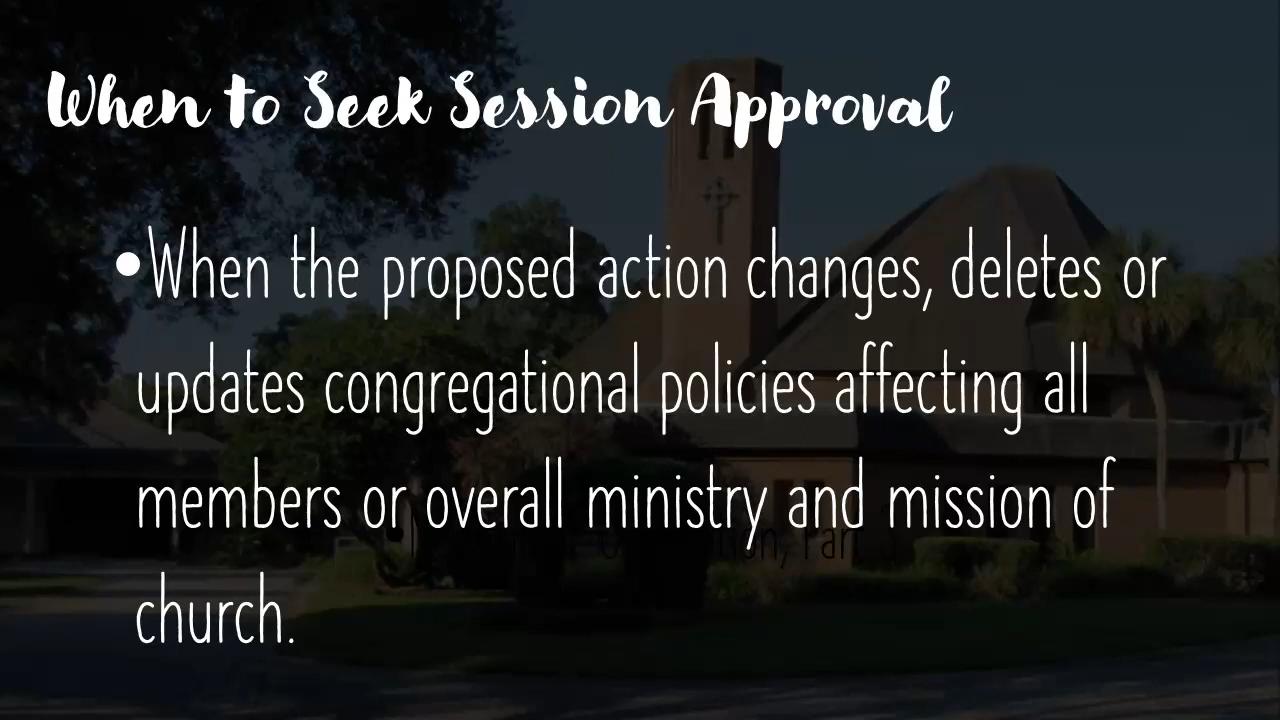 When to Seek Session Approval
•When the proposed action changes, deletes or
updates congregational policies affecting all
members or overall ministry and mission of
church.